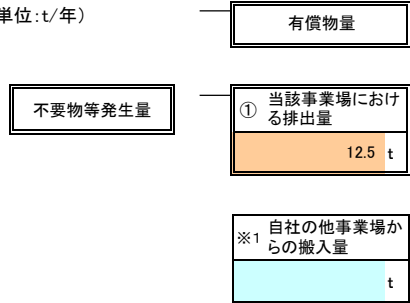 単位:t/年)
有償物量
不要物等発生量
①
当該事業場におけ
る排出量
12.5 t
※1
自社の他事業場か
らの搬入量
t